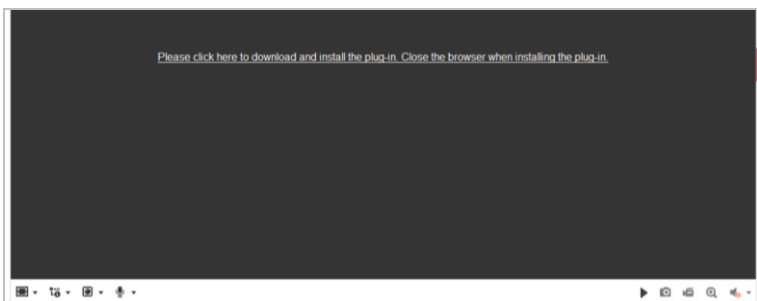 Please click here to download and install the plug-in. Close the browser when installing the plug-in.